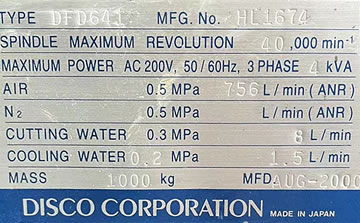 TYPE DFD641 MFG. No. HL1674
SPINDLE MAXIMUM REVOLUTION 40,000 min⁻¹
MAXIMUM POWER AC 200V, 50/60Hz, 3 PHASE 4 kVA
AIR 0.5 MPa 756 L/min (ANR)
N₂ 0.5 MPa L/min (ANR)
CUTTING WATER 0.3 MPa 8 L/min
COOLING WATER 0.2 MPa 1.5 L/min
MASS 1000 kg MFD AUG-2000
DISCO CORPORATION MADE IN JAPAN